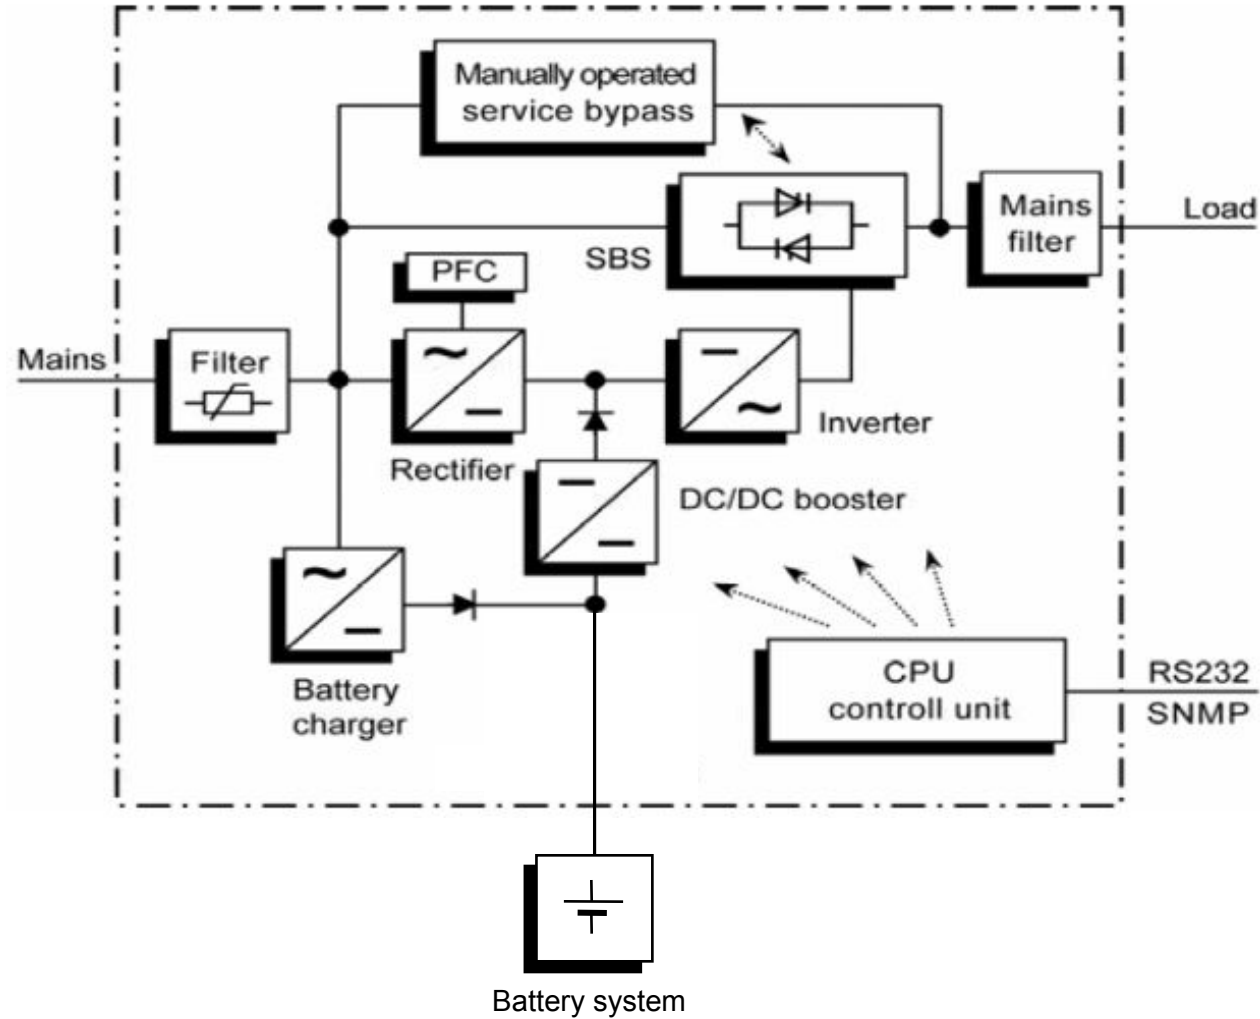 Manually operated
service bypass
Mains
filter
Load
SBS
PFC
Mains
Filter
Inverter
Rectifier
DC/DC booster
Battery
charger
CPU
controll unit
RS232
SNMP
Battery system